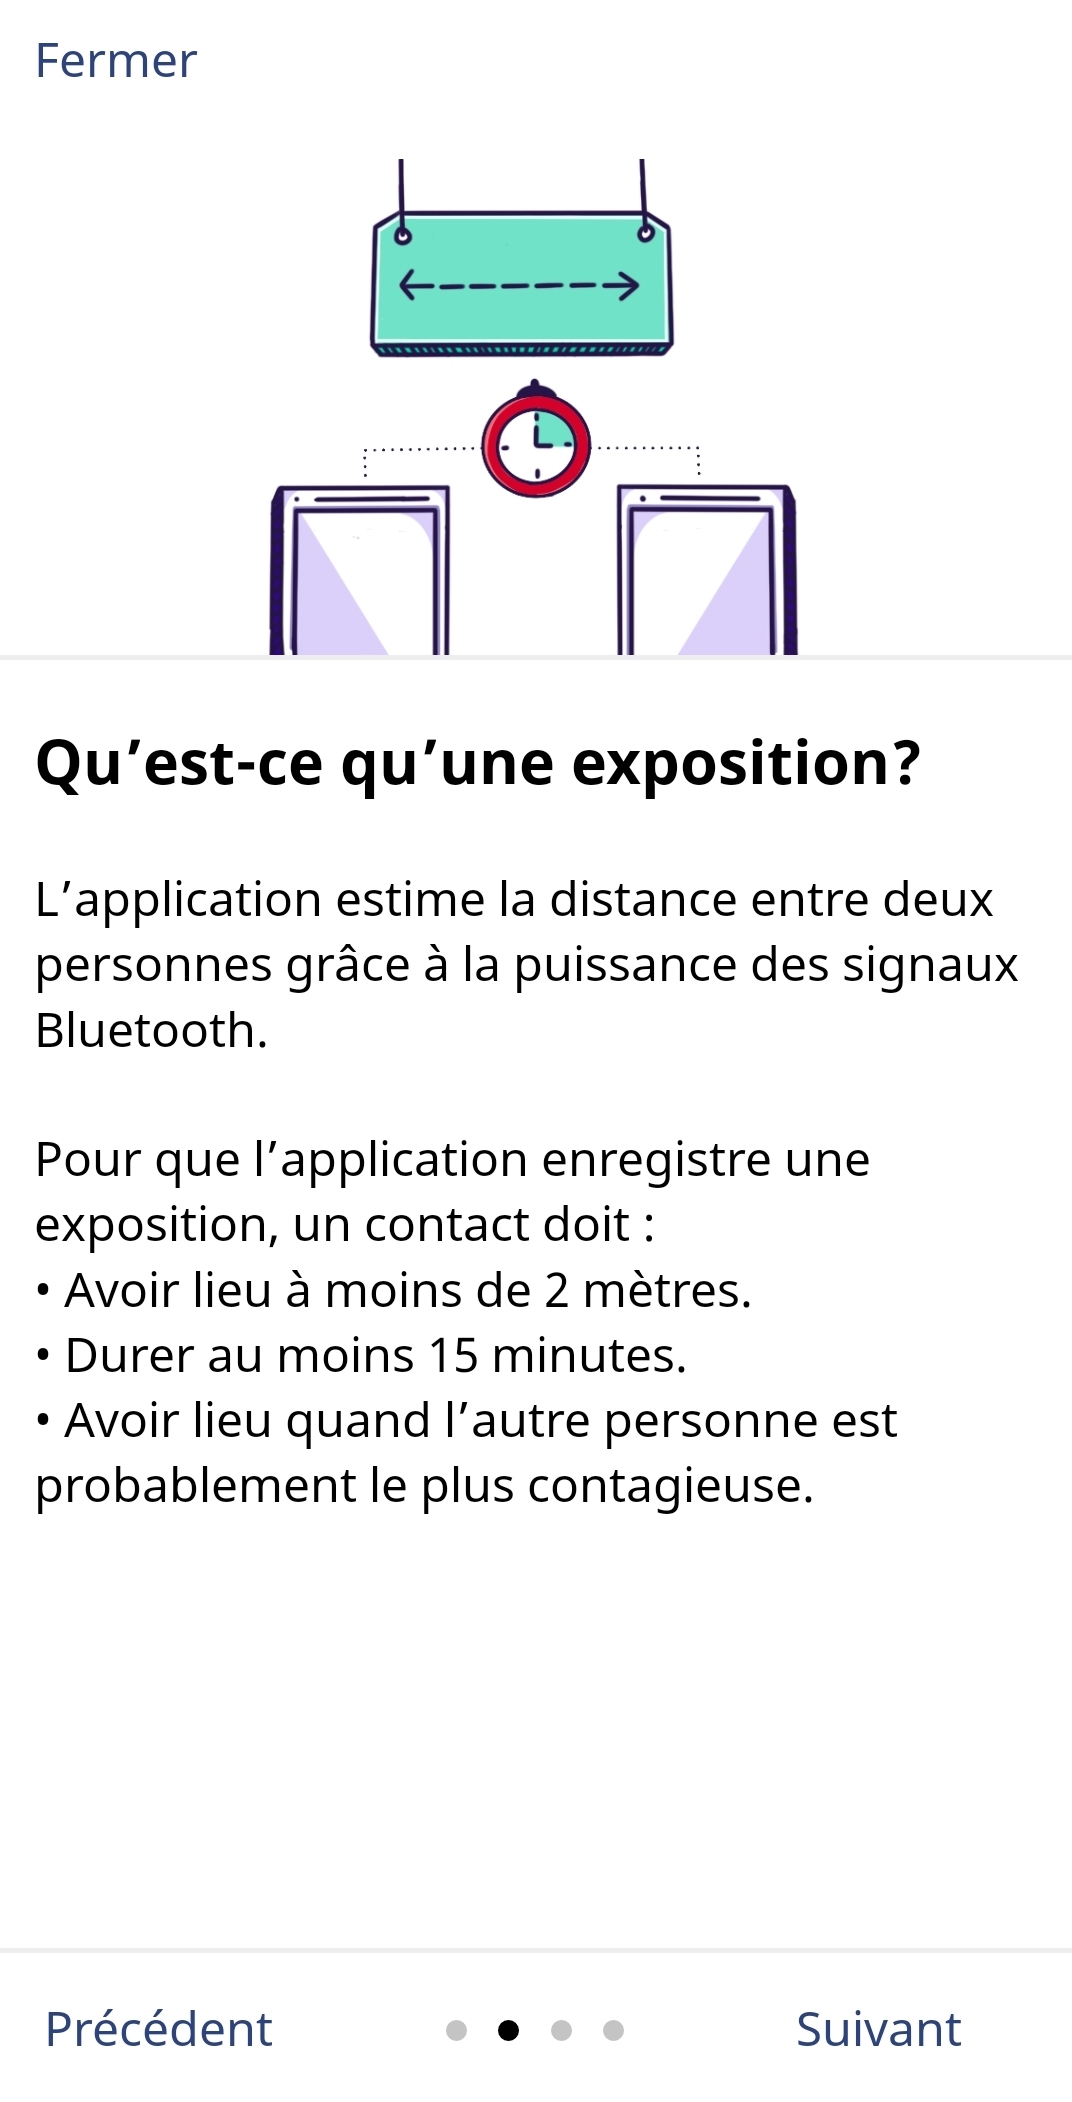 Fermer
Qu’est-ce qu’une exposition?
L’application estime la distance entre deux
personnes grâce à la puissance des signaux
Bluetooth.
Pour que l’application enregistre une
exposition, un contact doit :
• Avoir lieu à moins de 2 mètres.
• Durer au moins 15 minutes.
• Avoir lieu quand l’autre personne est
probablement le plus contagieuse.
Précédent
Suivant